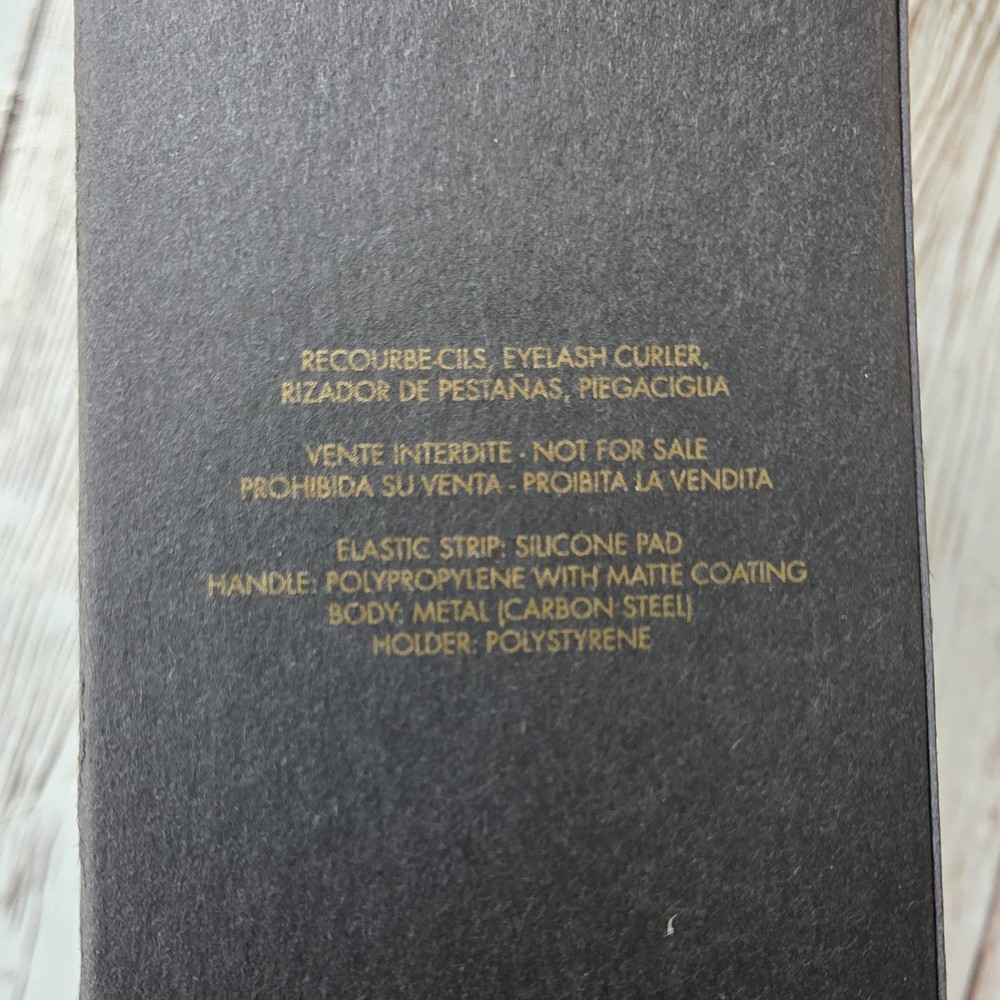 RECOURBE-CILS, EYELASH CURLER,
RIZADOR DE PESTAÑAS, PIEGACIGLIA
VENTE INTERDITE - NOT FOR SALE
PROHIBIDA SU VENTA - PROIBITA LA VENDITA
ELASTIC STRIP: SILICONE PAD
HANDLE: POLYPROPYLENE WITH MATTE COATING
BODY: METAL (CARBON STEEL)
HOLDER: POLYSTYRENE